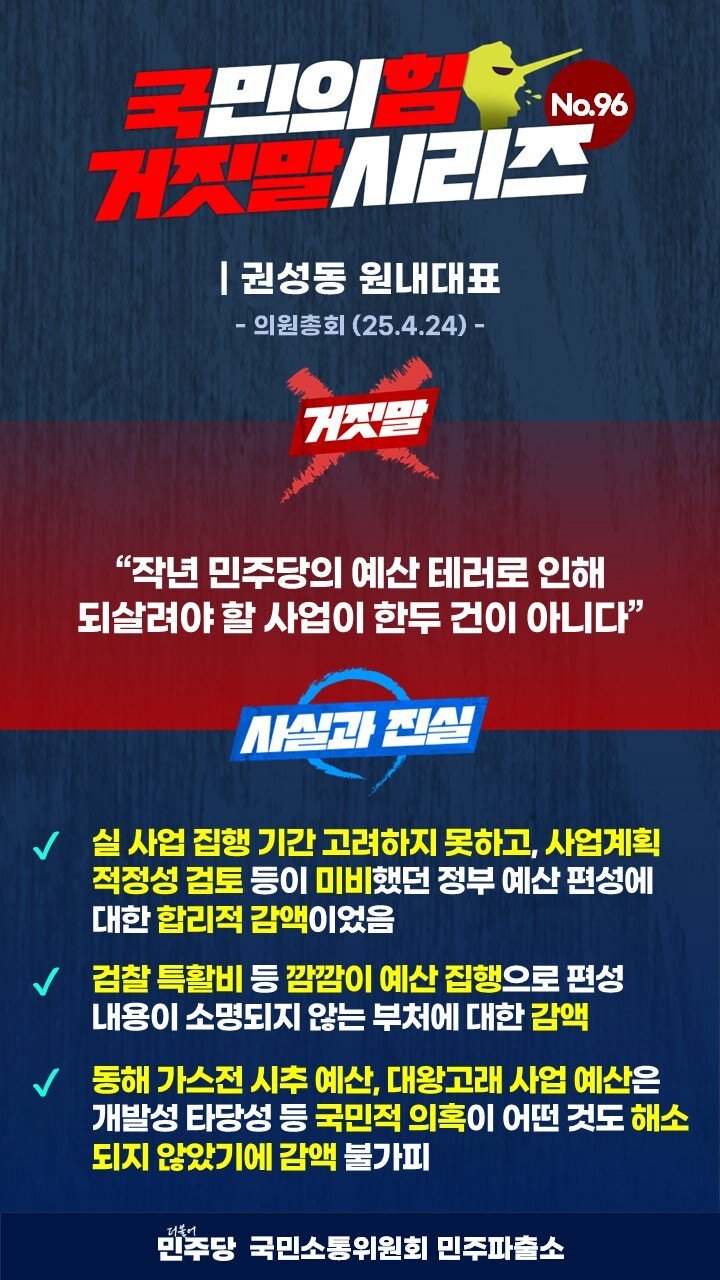 국민의힘
No.96
거짓말시리즈
| 권성동 원내대표
- 의원총회 (25.4.24) -
거짓말
“작년 민주당의 예산 테러로 인해
되살려야 할 사업이 한두 건이 아니다”
사실과 진실
✓ 실 사업 집행 기간 고려하지 못하고, 사업계획
적정성 검토 등이 미비했던 정부 예산 편성에
대한 합리적 감액이었음
✓ 검찰 특활비 등 깜깜이 예산 집행으로 편성
내용이 소명되지 않는 부처에 대한 감액
✓ 동해 가스전 시추 예산, 대왕고래 사업 예산은
개발성 타당성 등 국민적 의혹이 어떤 것도 해소
되지 않았기에 감액 불가피
더불어
민주당 국민소통위원회 민주파출소